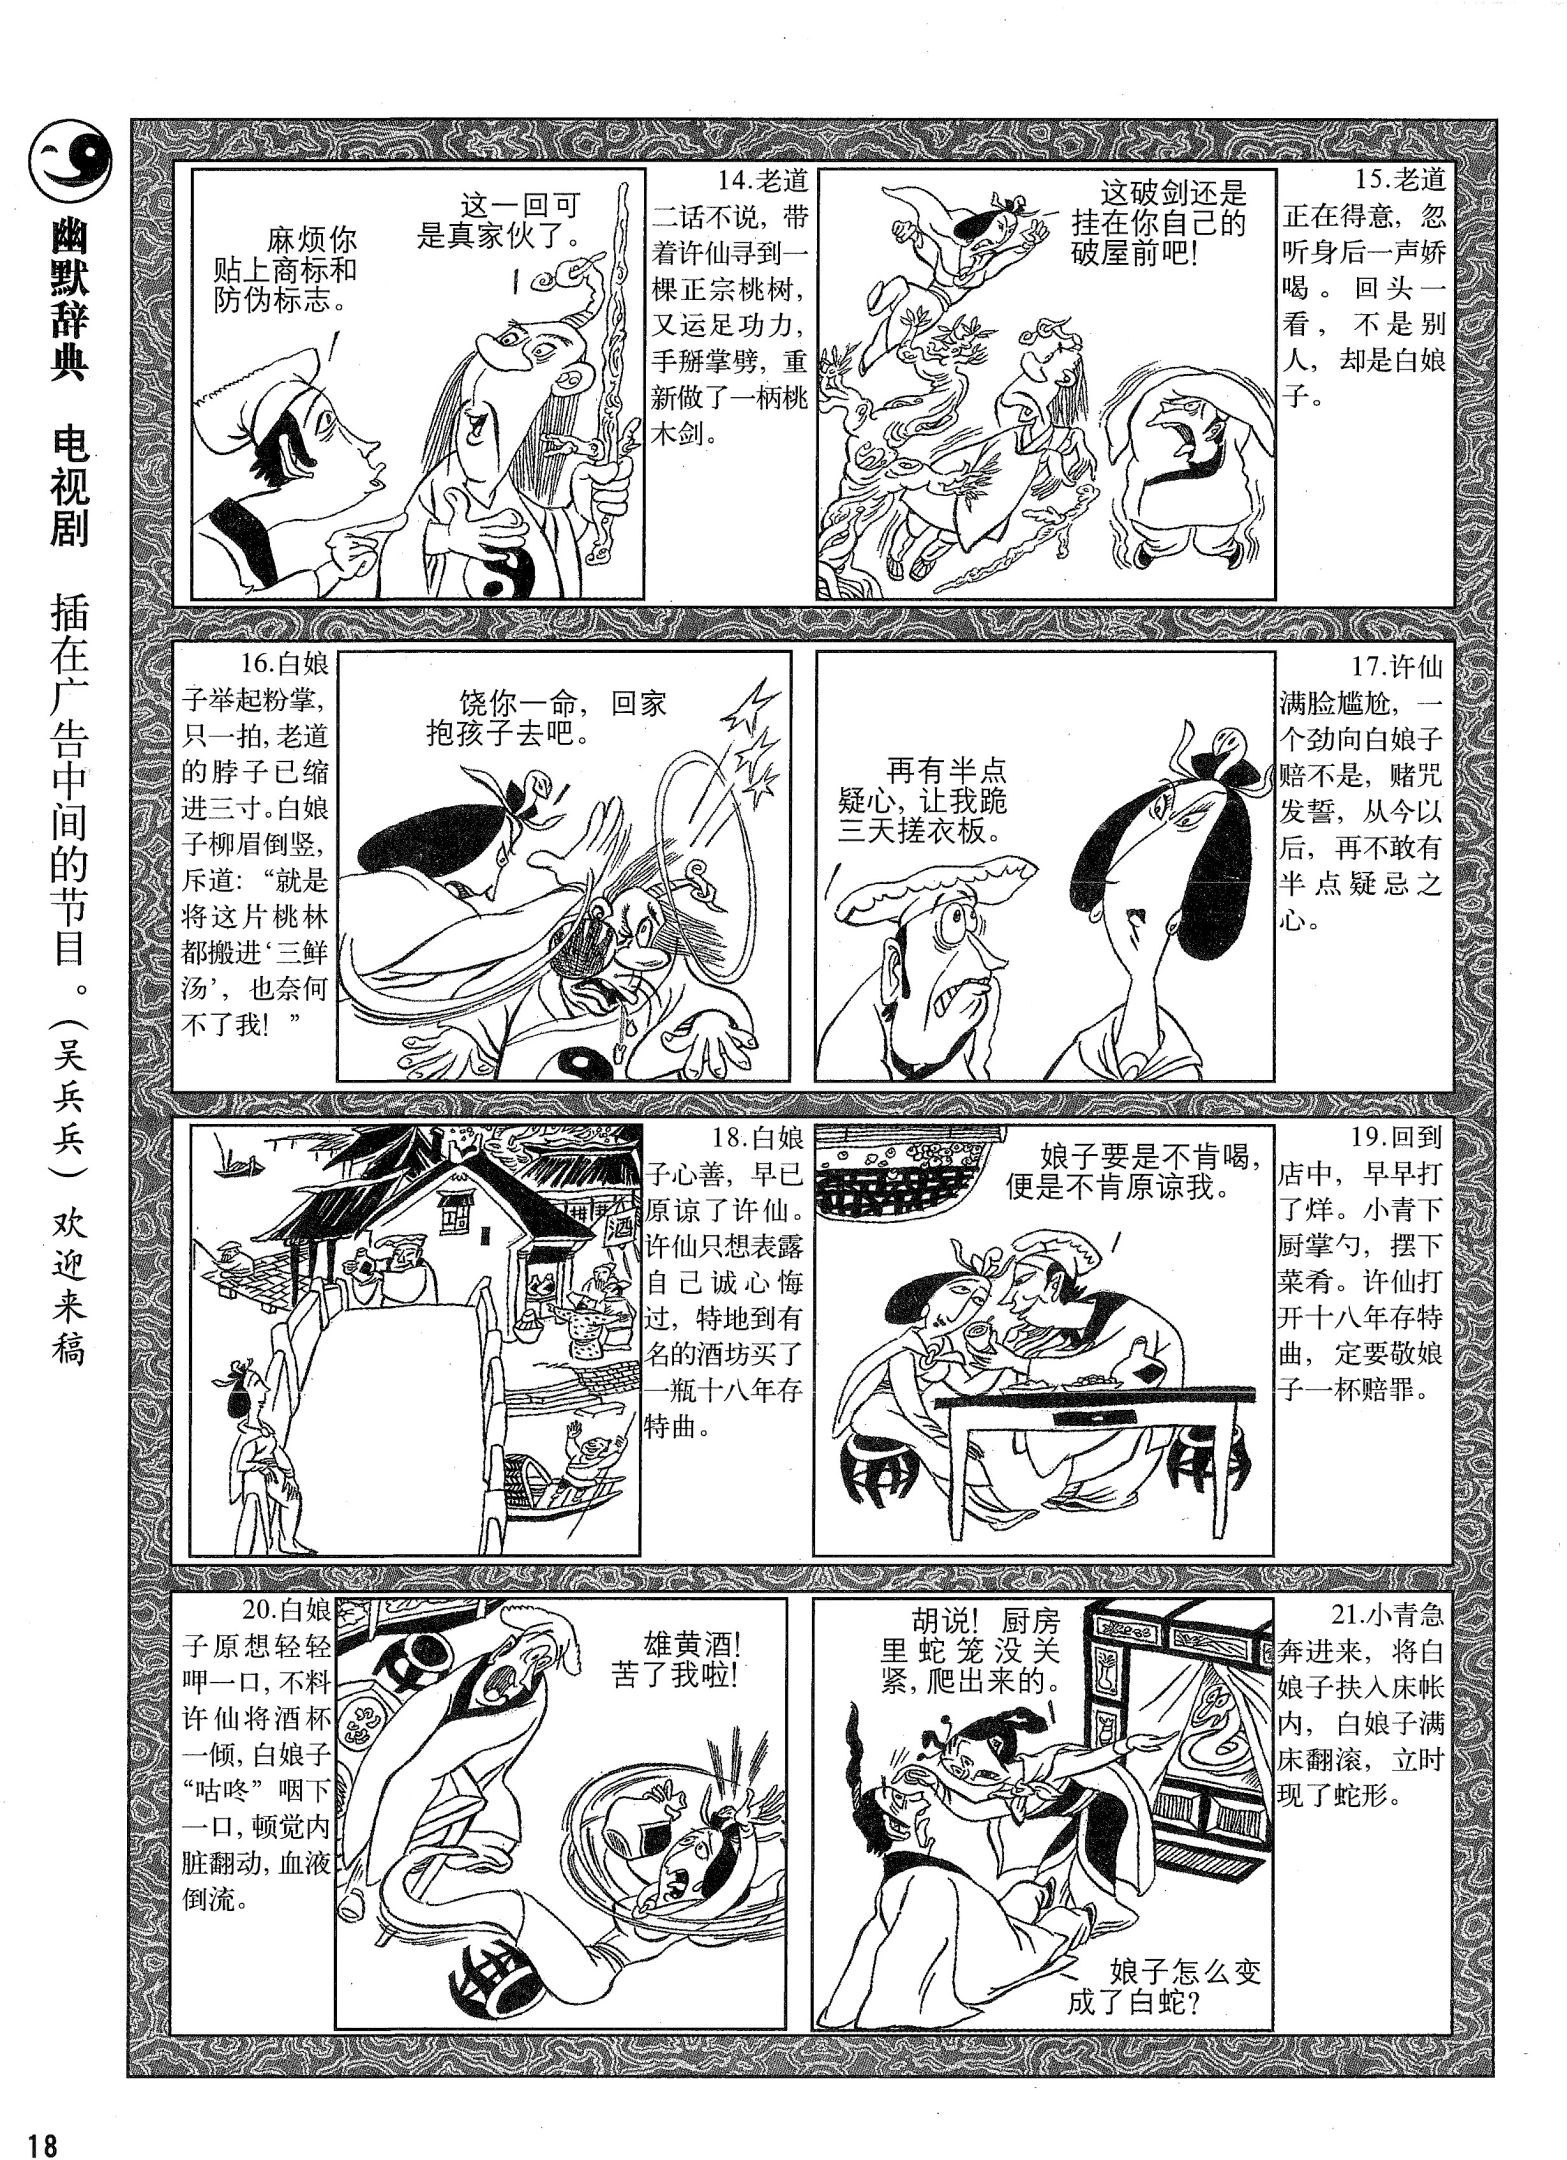 幽默辞典 电视剧 插在广告中间的节目。(吴兵兵) 欢迎来稿
麻烦你
贴上商标和
防伪标志。
这一回可
是真家伙了。
14.老道
二话不说，带
着许仙寻到一
棵正宗桃树，
又运足功力，
手掰掌劈，重
新做了一柄桃
木剑。
这破剑还是
挂在你自己的
破屋前吧！
15.老道
正在得意，忽
听身后一声娇
喝。回头一
看，不是别
人，却是白娘
子。
16.白娘
子举起粉掌，
只一拍，老道
的脖子已缩
进三寸。白娘
子柳眉倒竖，
斥道：“就是
将这片桃林
都搬进‘三鲜
汤’，也奈何
不了我！”
饶你一命，回家
抱孩子去吧。
再有半点
疑心，让我跪
三天搓衣板。
17.许仙
满脸尴尬，一
个劲向白娘子
赔不是，赌咒
发誓，从今以
后，再不敢有
半点疑忌之
心。
酒
18.白娘
子心善，早已
原谅了许仙。
许仙只想表露
自己诚心悔
过，特地到有
名的酒坊买了
一瓶十八年存
特曲。
娘子要是不肯喝，
便是不肯原谅我。
19.回到
店中，早早打
了烊。小青下
厨掌勺，摆下
菜肴。许仙打
开十八年存特
曲，定要敬娘
子一杯赔罪。
20.白娘
子原想轻轻
呷一口，不料
许仙将酒杯
一倾，白娘子
“咕咚”咽下
一口，顿觉内
脏翻动，血液
倒流。
雄黄酒！
苦了我啦！
胡说！厨房
里蛇笼没关
紧，爬出来的。
娘子怎么变
成了白蛇？
21.小青急
奔进来，将白
娘子扶入床帐
内，白娘子满
床翻滚，立时
现了蛇形。
18